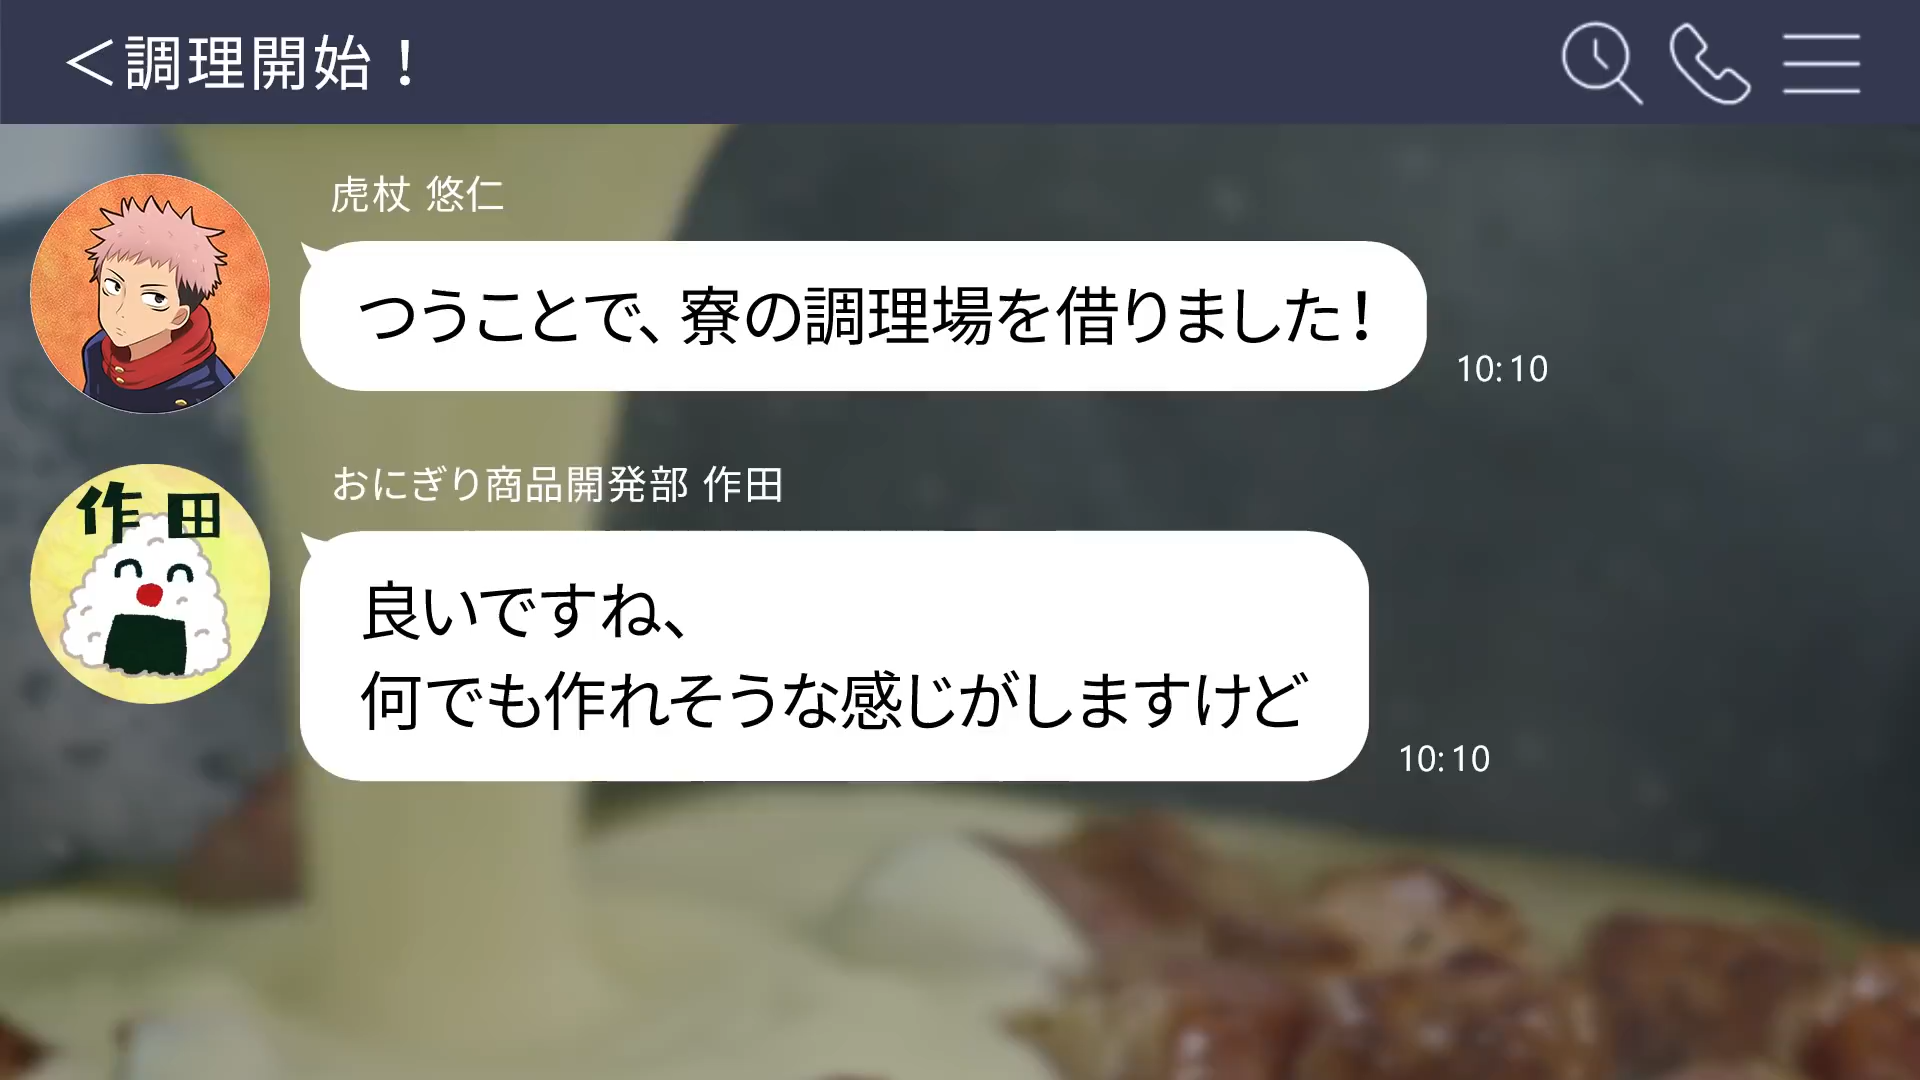 ＜調理開始！
虎杖 悠仁
つうことで、寮の調理場を借りました！
10:10
作田
おにぎり商品開発部 作田
良いですね、
何でも作れそうな感じがしますけど
10:10